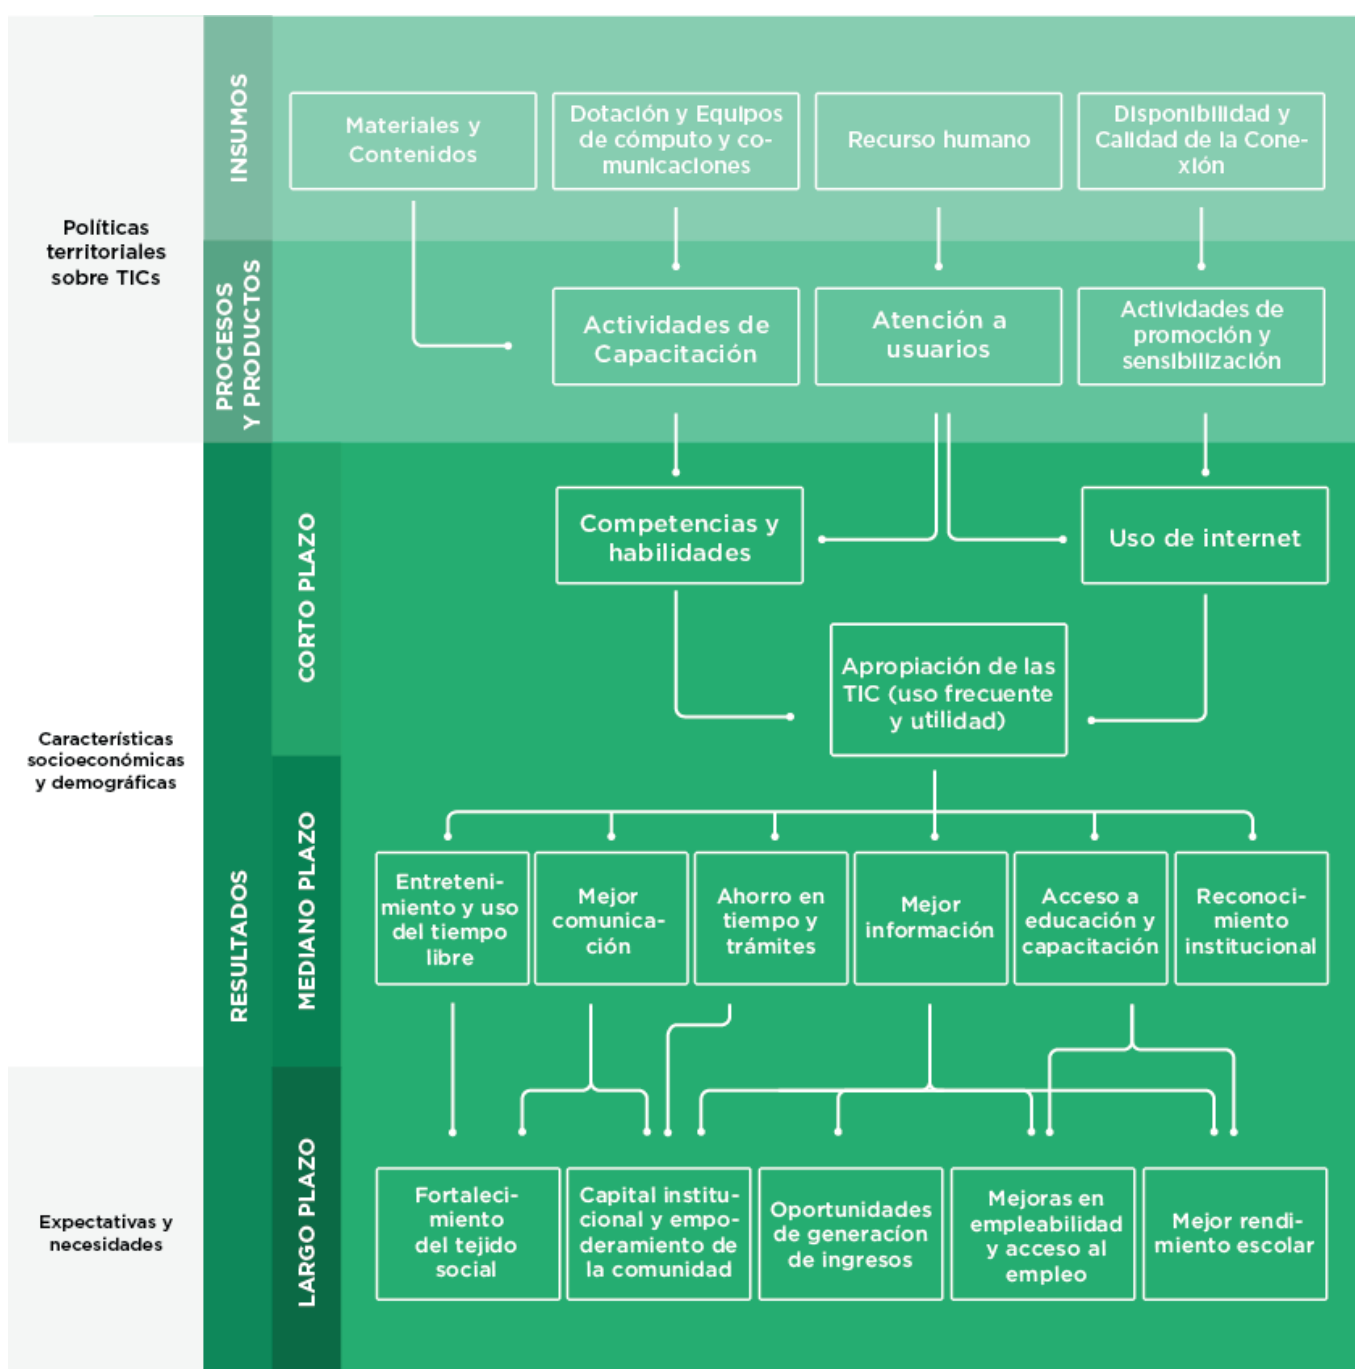 INSUMOS
Materiales y
Contenidos
Dotación y Equipos
de cómputo y co-
municaciones
Recurso humano
Disponibilidad y
Calidad de la Cone-
xión
Políticas
territoriales
sobre TICs
PROCESOS
Y PRODUCTOS
Actividades de
Capacitación
Atención a
usuarios
Actividades de
promoción y
sensibilización
RESULTADOS
CORTO PLAZO
Competencias y
habilidades
Uso de internet
Apropiación de las
TIC (uso frecuente
y utilidad)
Características
socioeconómicas
y demográficas
MEDIANO PLAZO
Entreteni-
miento y uso
del tiempo
libre
Mejor
comunica-
ción
Ahorro en
tiempo y
trámites
Mejor
información
Acceso a
educación y
capacitación
Reconoci-
miento
institucional
Expectativas y
necesidades
LARGO PLAZO
Fortaleci-
miento
del tejido
social
Capital institu-
cional y empo-
deramiento de
la comunidad
Oportunidades
de generacíon
de ingresos
Mejoras en
empleabilidad
y acceso al
empleo
Mejor rendi-
miento escolar